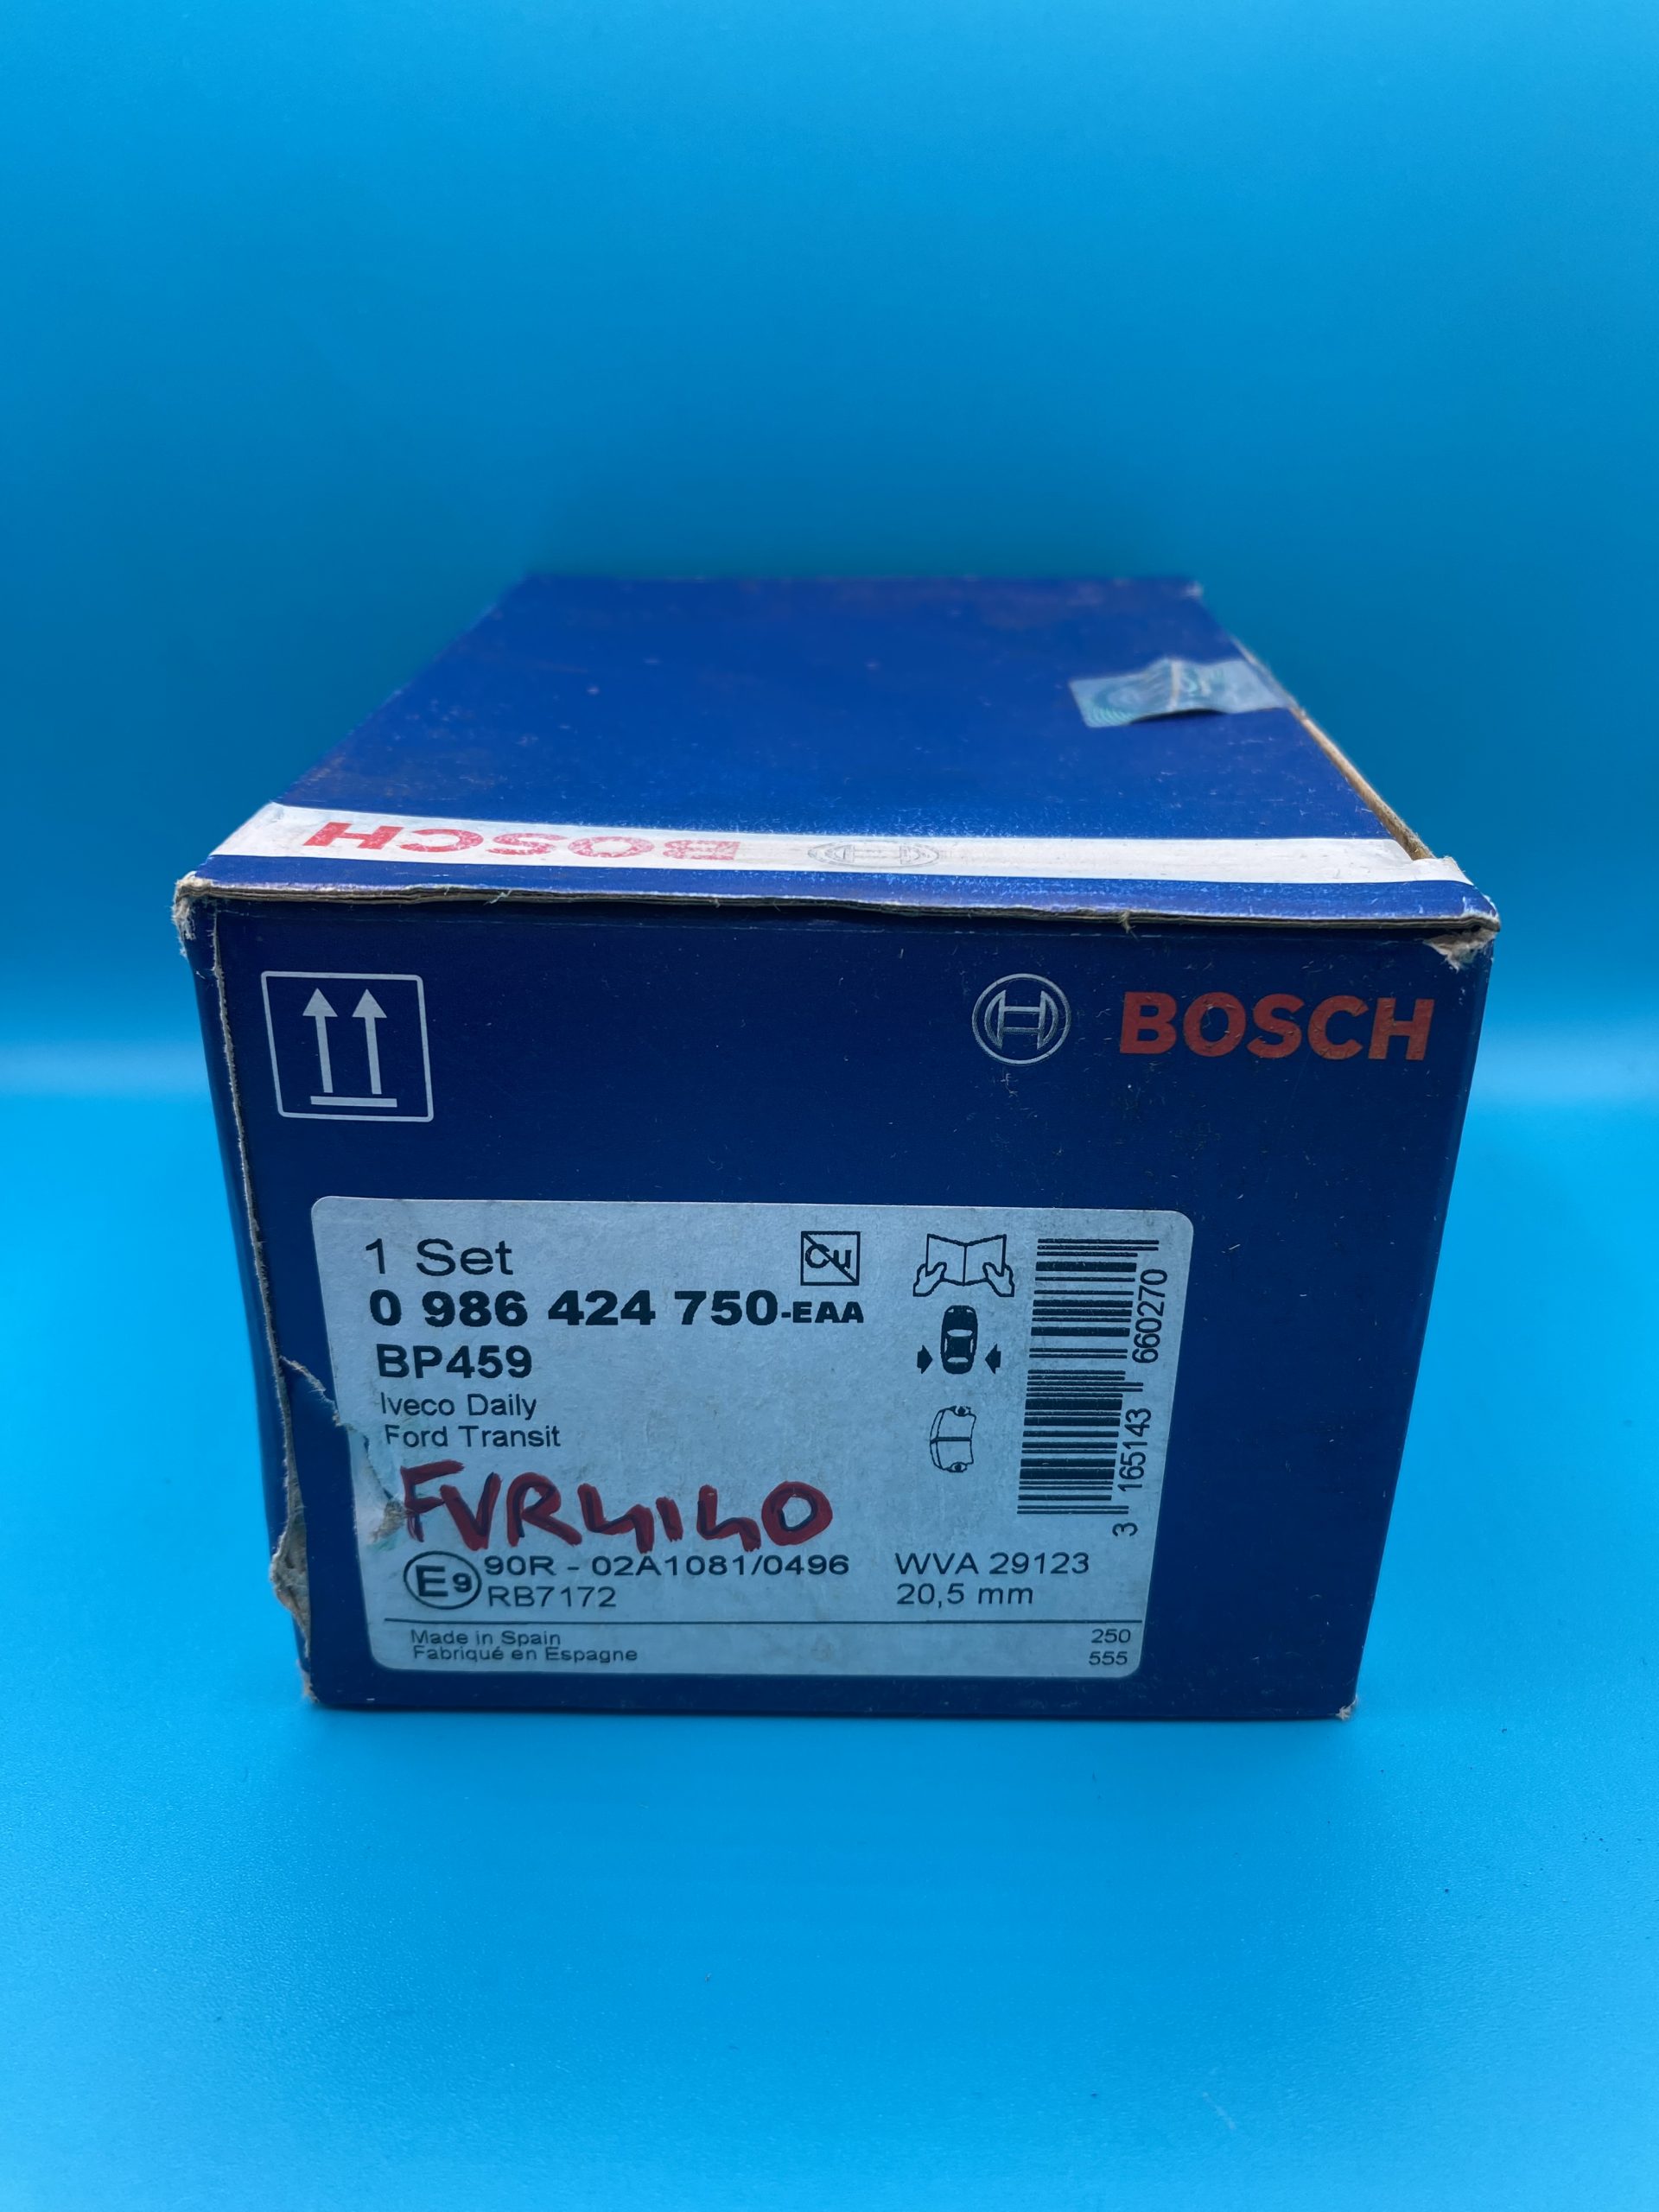 BOSCH
BOSCH
1 Set
Cu
0 986 424 750-EAA
BP459
Iveco Daily
Ford Transit
FVR4140
E9
90R - 02A1081/0496
RB7172
WVA 29123
20,5 mm
Made in Spain
Fabriqué en Espagne
250
555
3 165143 660270